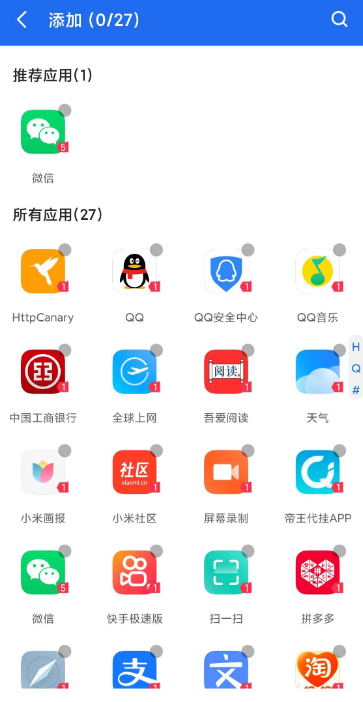 添加 (0/27)
推荐应用(1)
5
微信
所有应用(27)
1 1 1 1
HttpCanary QQ QQ安全中心 QQ音乐
H
Q
#
阅读
1 1 1
中国工商银行 全球上网 吾爱阅读 天气
社区
xiaomi.cn
1 1 1 1
小米画报 小米社区 屏幕录制 帝王代挂APP
拼
5 1 1 1
微信 快手极速版 扫一扫 拼多多
支 文 淘
1 1 1 1